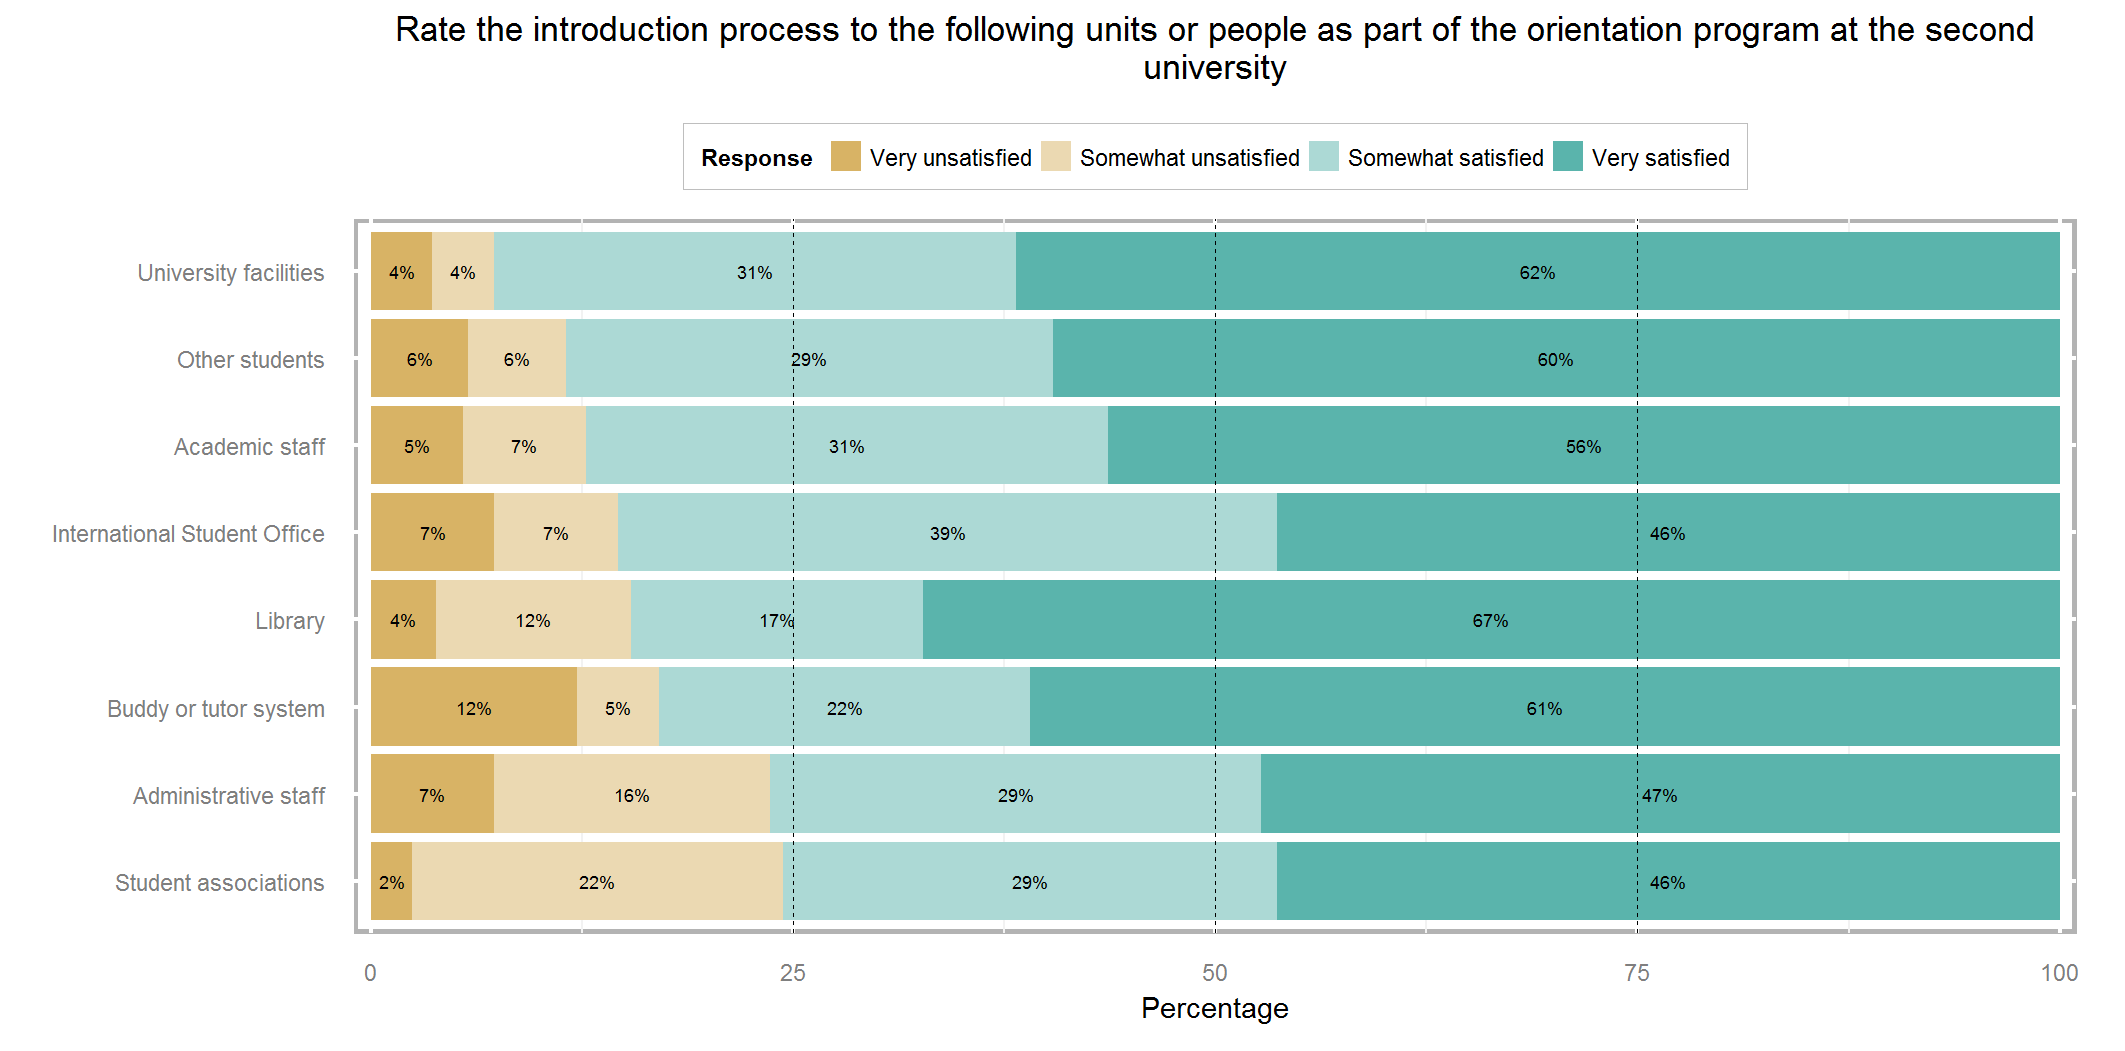 Rate the introduction process to the following units or people as part of the orientation program at the second
university
Response Very unsatisfied Somewhat unsatisfied Somewhat satisfied Very satisfied
University facilities 4% 4% 31% 62%
Other students 6% 6% 29% 60%
Academic staff 5% 7% 31% 56%
International Student Office 7% 7% 39% 46%
Library 4% 12% 17% 67%
Buddy or tutor system 12% 5% 22% 61%
Administrative staff 7% 16% 29% 47%
Student associations 2% 22% 29% 46%
0 25 50 75 100
Percentage